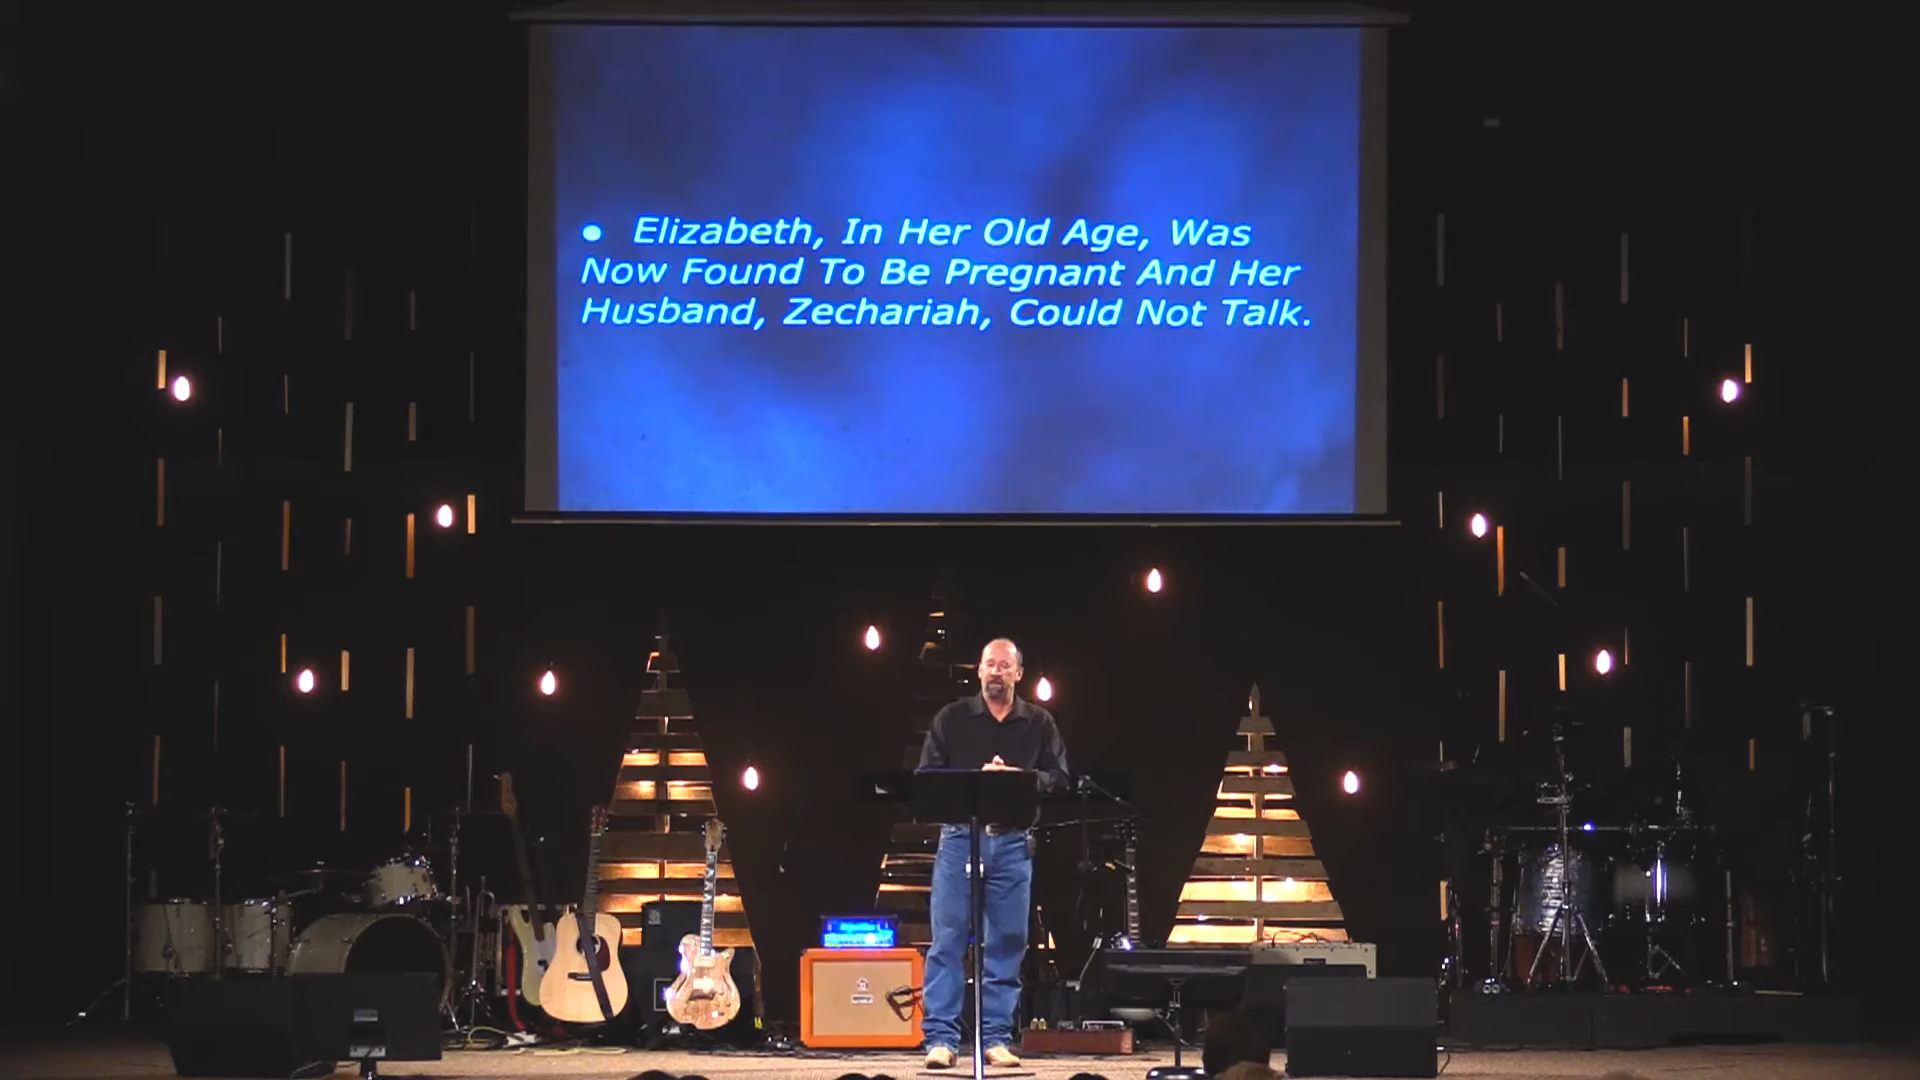 ● Elizabeth, In Her Old Age, Was
Now Found To Be Pregnant And Her
Husband, Zechariah, Could Not Talk.